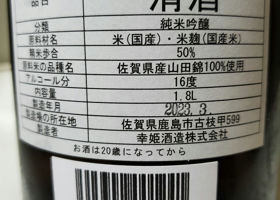 品目 清酒
分類 純米吟醸
原材料名 米(国産)・米麹(国産米)
精米歩合 50%
原料米の品種名 佐賀県産山田錦100%使用
アルコール分 16度
内容量 1.8L
製造年月 2023.3
製造場の所在地 佐賀県鹿島市古枝甲599
製造者 幸姫酒造株式会社
お酒は20歳になってから